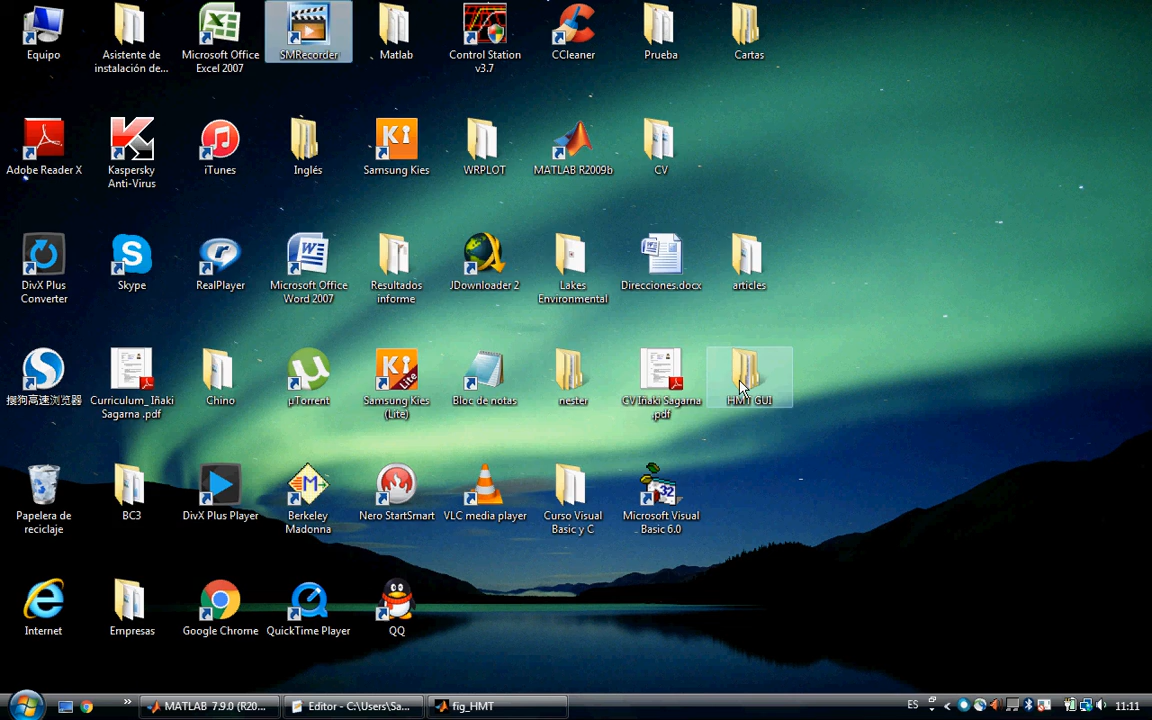 Equipo
Asistente de
instalación de...
Microsoft Office
Excel 2007
SMRecorder
Matlab
Control Station
v3.7
CCleaner
Prueba
Cartas
Adobe Reader X
Kaspersky
Anti-Virus
iTunes
Inglés
Samsung Kies
WRPLOT
MATLAB R2009b
CV
DivX Plus
Converter
Skype
RealPlayer
Microsoft Office
Word 2007
Resultados
informe
JDownloader 2
Lakes
Environmental
Direcciones.docx
articles
搜狗高速浏览器
Curriculum_ Iñaki
Sagarna .pdf
Chino
µTorrent
Samsung Kies
(Lite)
Bloc de notas
nester
CV Iñaki Sagarna
.pdf
HMT GUI
Papelera de
reciclaje
BC3
DivX Plus Player
Berkeley
Madonna
Nero StartSmart
VLC media player
Curso Visual
Basic y C
Microsoft Visual
Basic 6.0
Internet
Empresas
Google Chrome
QuickTime Player
QQ
MATLAB 7.9.0 (R20...
Editor - C:\Users\Sa...
fig_HMT
ES
11:11